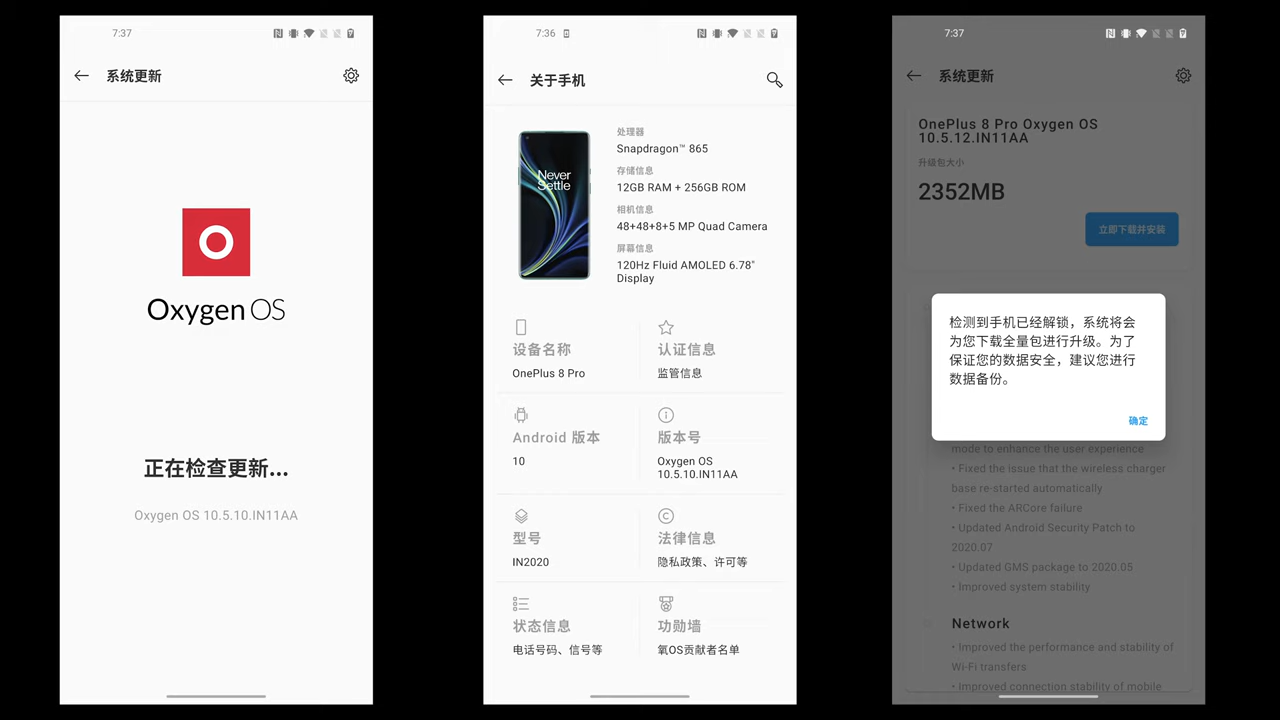 7:37
系统更新
Oxygen OS
正在检查更新...
Oxygen OS 10.5.10.IN11AA
7:36
关于手机
Never
Settle
处理器
Snapdragon™ 865
存储信息
12GB RAM + 256GB ROM
相机信息
48+48+8+5 MP Quad Camera
屏幕信息
120Hz Fluid AMOLED 6.78"
Display
设备名称
OnePlus 8 Pro
认证信息
监管信息
Android 版本
10
版本号
Oxygen OS
10.5.10.IN11AA
型号
IN2020
法律信息
隐私政策、许可等
状态信息
电话号码、信号等
功勋墙
氧OS贡献者名单
7:37
系统更新
OnePlus 8 Pro Oxygen OS
10.5.12.IN11AA
升级包大小
2352MB
立即下载并安装
检测到手机已经解锁，系统将会
为您下载全量包进行升级。为了
保证您的数据安全，建议您进行
数据备份。
确定
mode to enhance the user experience
• Fixed the issue that the wireless charger
base re-started automatically
• Fixed the ARCore failure
• Updated Android Security Patch to
2020.07
• Updated GMS package to 2020.05
• Improved system stability
Network
• Improved the performance and stability of
Wi-Fi transfers
• Improved connection stability of mobile